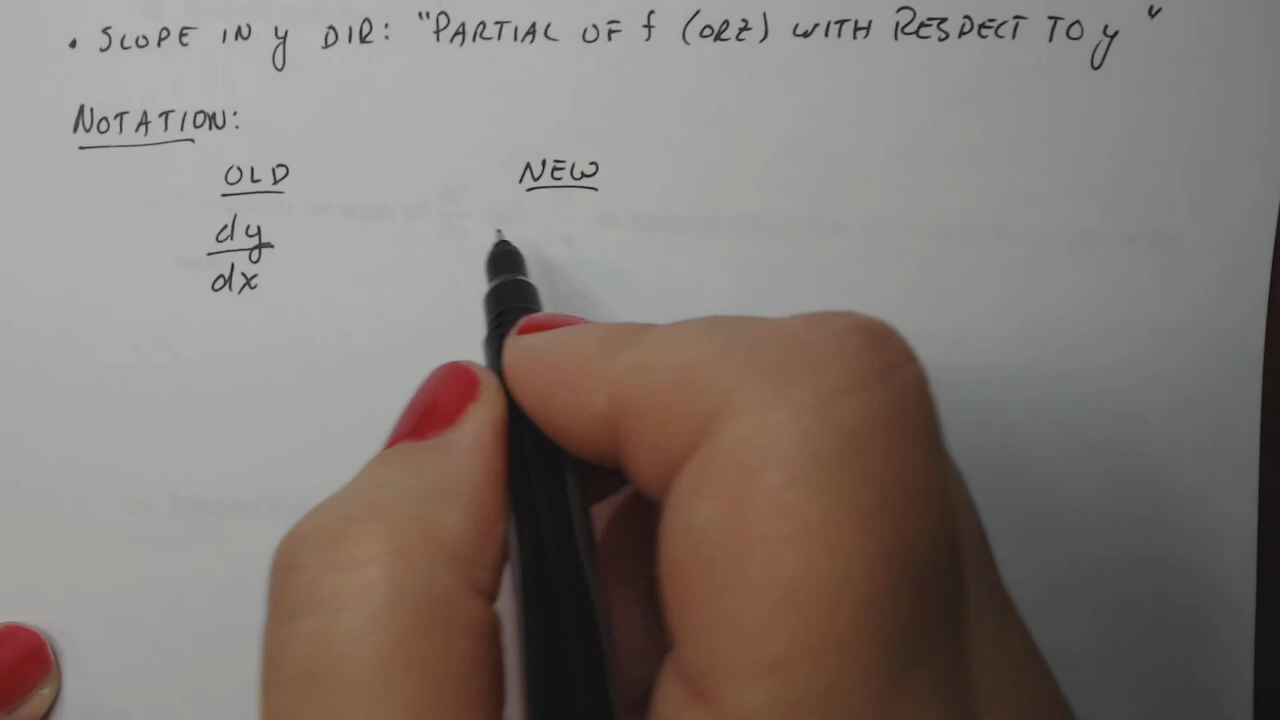 • SLOPE IN y DIR: "PARTIAL OF f (OR Z) WITH RESPECT TO y"
NOTATION:
OLD NEW
dy
dx